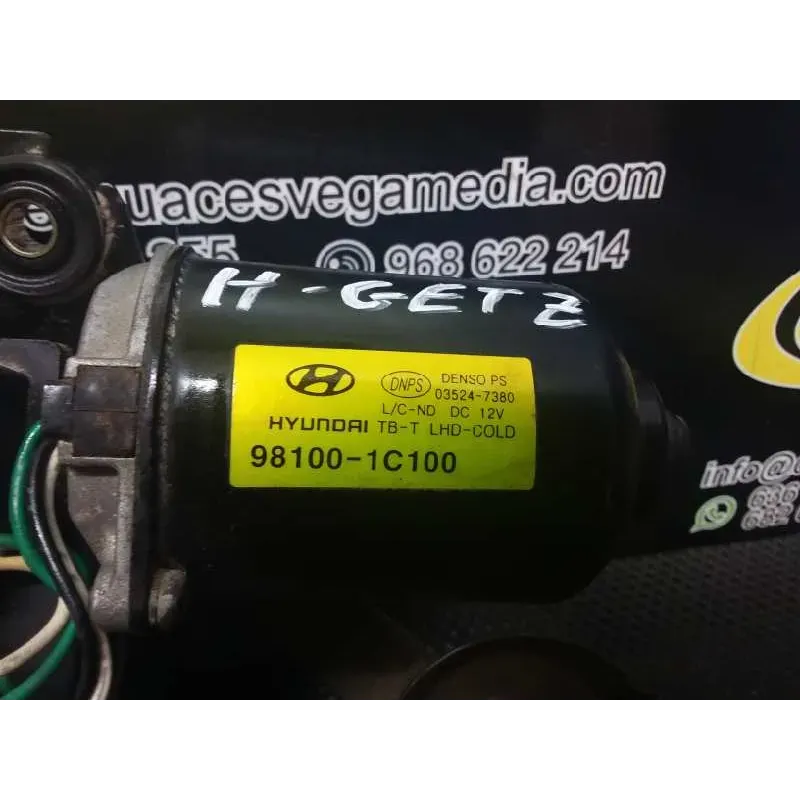 uacesvegamedia.com
355 968 622 214
H-GETZ
DNPS DENSO PS
03524-7380
L/C-ND DC 12V
HYUNDAI TB-T LHD-COLD
98100-1C100
info@